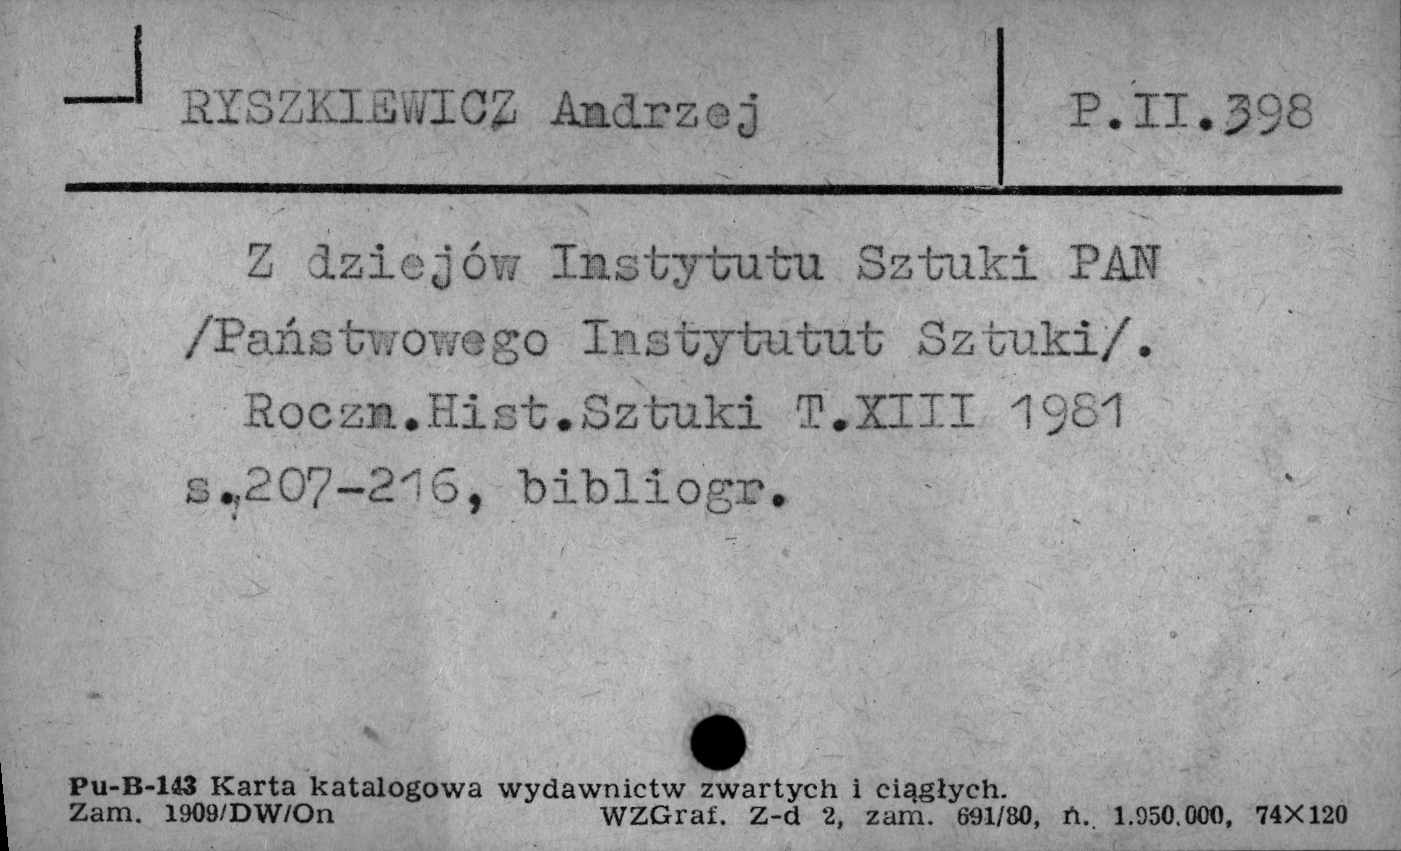 RYSZKIEWICZ Andrzej P.II.398
Z dziejów Instytutu Sztuki PAN
/Państwowego Instytutut Sztuki/.
Roczn.Hist.Sztuki T.XIII 1981
s.,207-216, bibliogr.
Pu-B-143 Karta katalogowa wydawnictw zwartych i ciągłych.
Zam. 1909/DW/On WZGraf. Z-d 2, zam. 691/80, n. 1.950.000, 74X120